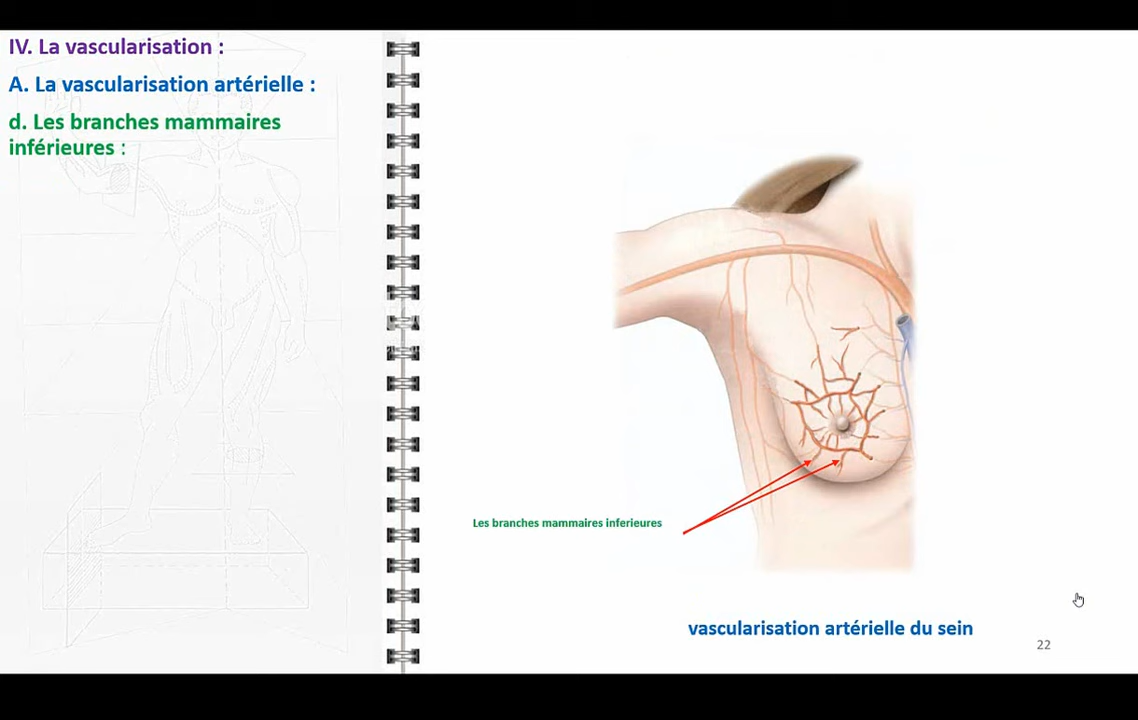 IV. La vascularisation :
A. La vascularisation artérielle :
d. Les branches mammaires
inférieures :
Les branches mammaires inferieures
vascularisation artérielle du sein
22